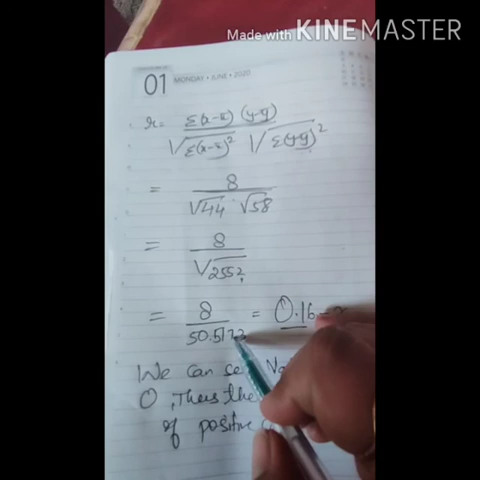 Made with KINEMASTER
01 MONDAY • JUNE • 2020
r = Σ(x-x̄) (y-ȳ) / √Σ(x-x̄)² √Σ(y-ȳ)²
= 8 / √44 √58
= 8 / √2552
= 8 / 50.5173 = 0.16
We can see
0, Thus the
of positive